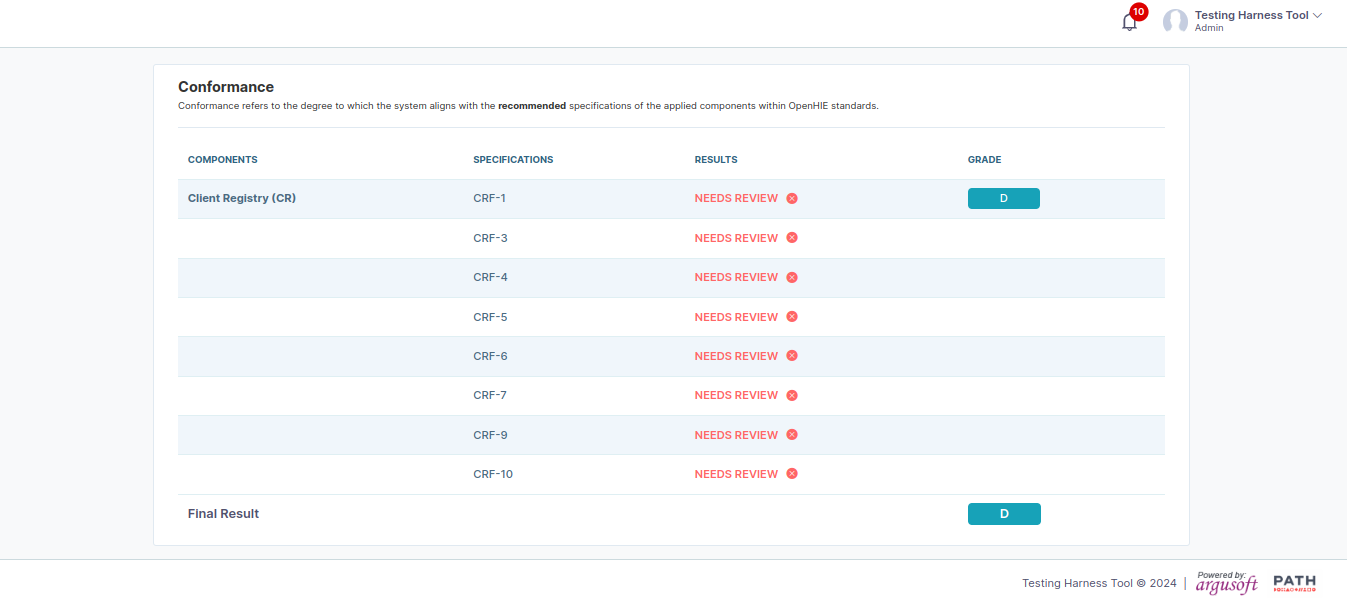 10
Testing Harness Tool
Admin
Conformance
Conformance refers to the degree to which the system aligns with the recommended specifications of the applied components within OpenHIE standards.
COMPONENTS SPECIFICATIONS RESULTS GRADE
Client Registry (CR) CRF-1 NEEDS REVIEW D
CRF-3 NEEDS REVIEW
CRF-4 NEEDS REVIEW
CRF-5 NEEDS REVIEW
CRF-6 NEEDS REVIEW
CRF-7 NEEDS REVIEW
CRF-9 NEEDS REVIEW
CRF-10 NEEDS REVIEW
Final Result D
Testing Harness Tool © 2024 | Powered by: argusoft PATH